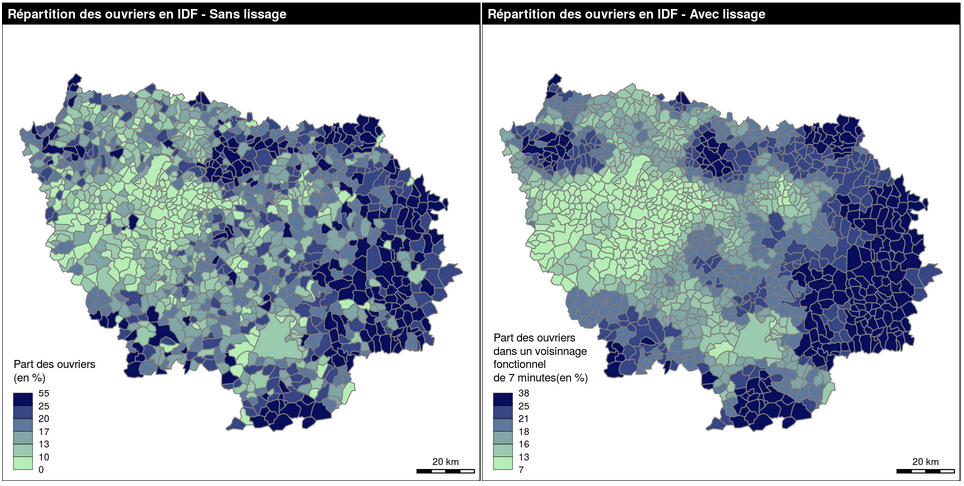 Répartition des ouvriers en IDF - Sans lissage
Part des ouvriers
(en %)
55
25
20
17
13
10
0
20 km
Répartition des ouvriers en IDF - Avec lissage
Part des ouvriers
dans un voisinnage
fonctionnel
de 7 minutes(en %)
38
25
21
18
16
13
7
20 km